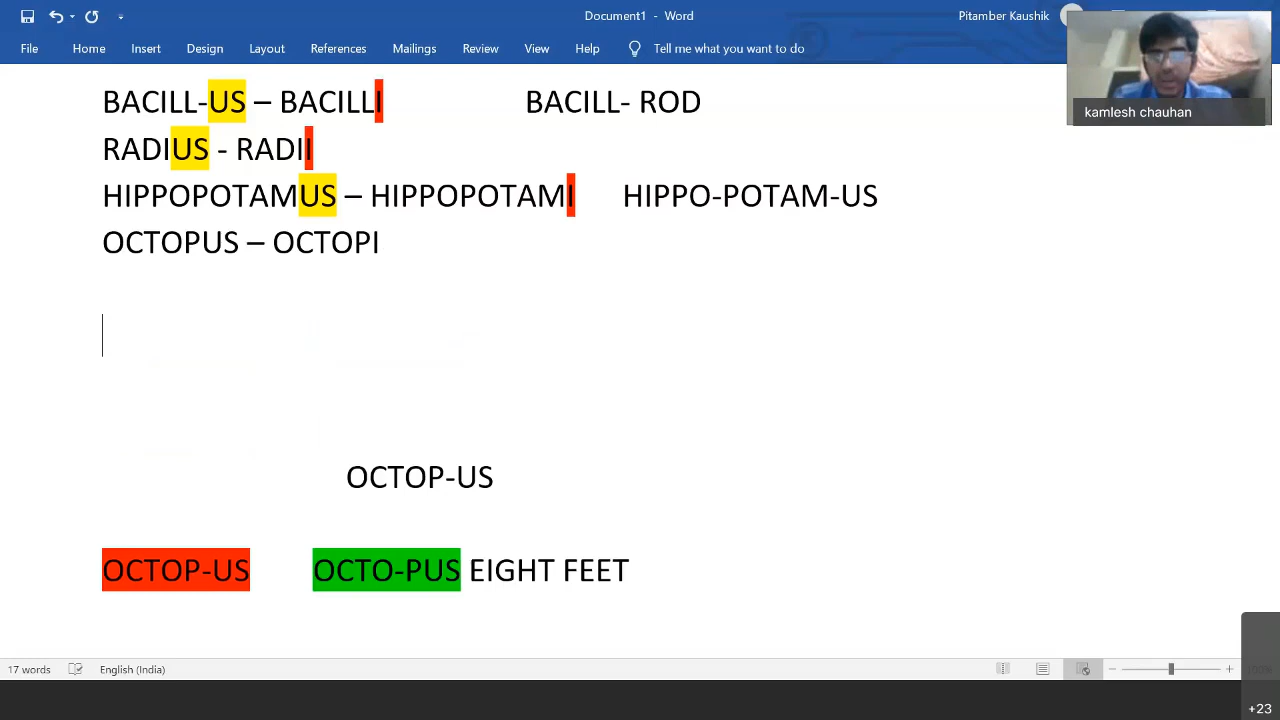 Document1 - Word
Pitamber Kaushik
File Home Insert Design Layout References Mailings Review View Help Tell me what you want to do
kamlesh chauhan
BACILL-US – BACILLI BACILL- ROD
RADIUS - RADII
HIPPOPOTAMUS – HIPPOPOTAMI HIPPO-POTAM-US
OCTOPUS – OCTOPI
OCTOP-US
OCTOP-US OCTO-PUS EIGHT FEET
17 words English (India)
+23